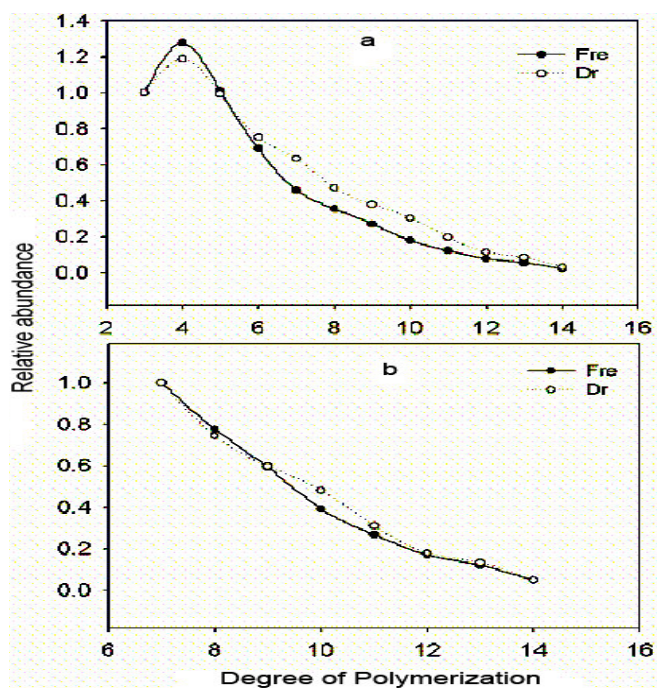 1.4
a
Fre
Dr
1.2
1.0
0.8
0.6
0.4
0.2
0.0
2 4 6 8 10 12 14 16
Relative abundance
b
Fre
Dr
1.0
0.8
0.6
0.4
0.2
0.0
6 8 10 12 14 16
Degree of Polymerization